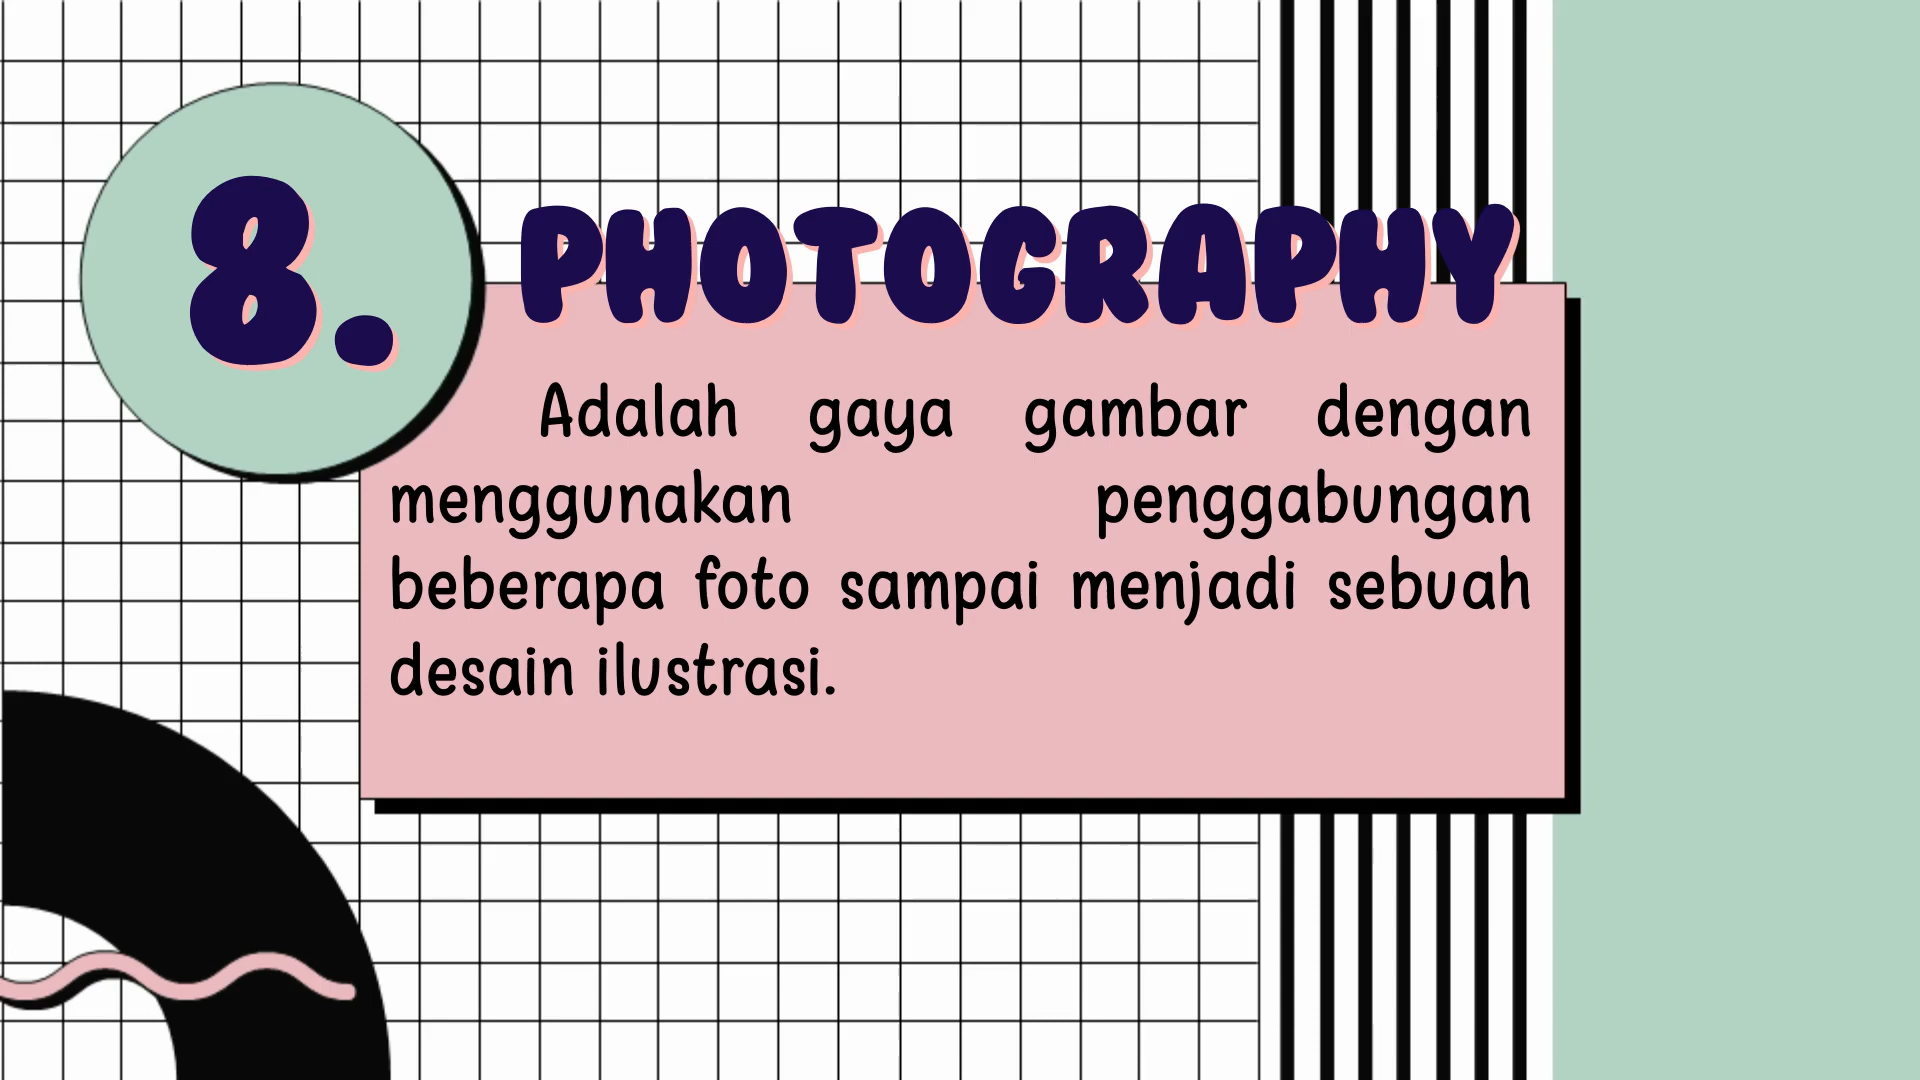 8.
PHOTOGRAPHY
Adalah gaya gambar dengan
menggunakan penggabungan
beberapa foto sampai menjadi sebuah
desain ilustrasi.